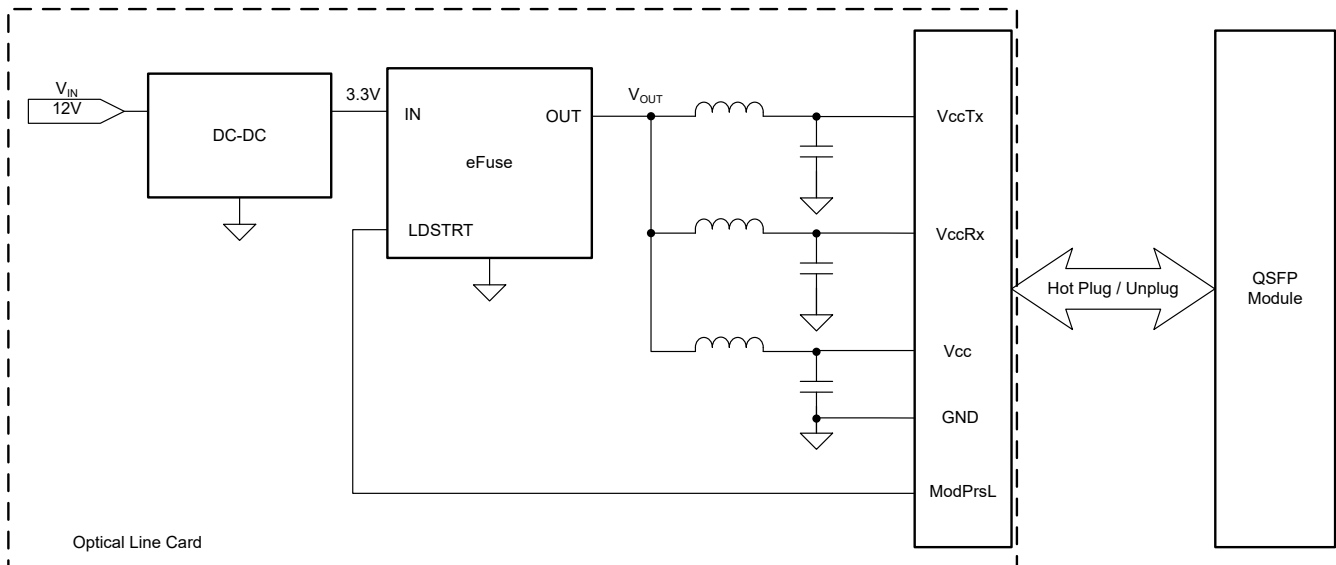 V_IN
12V
DC-DC
3.3V
IN
OUT
eFuse
LDSTRT
V_OUT
VccTx
VccRx
Vcc
GND
ModPrsL
Hot Plug / Unplug
QSFP
Module
Optical Line Card